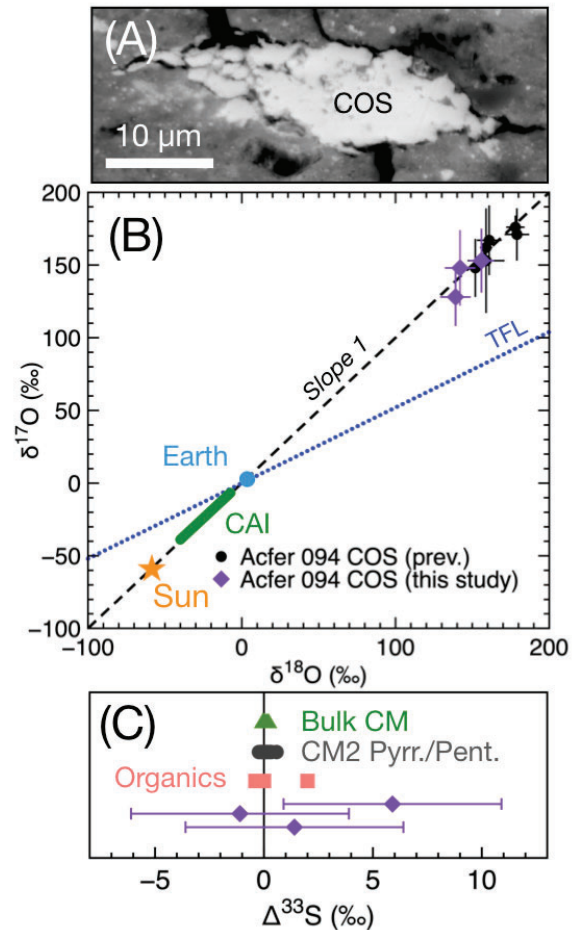 (A)
COS
10 µm
200
(B)
150
100
50
0
−50
−100
δ17O (‰)
Slope 1
TFL
Earth
CAI
Acfer 094 COS (prev.)
Acfer 094 COS (this study)
Sun
−100 0 100 200
δ18O (‰)
(C)
Bulk CM
CM2 Pyrr./Pent.
Organics
−5 0 5 10
Δ33S (‰)